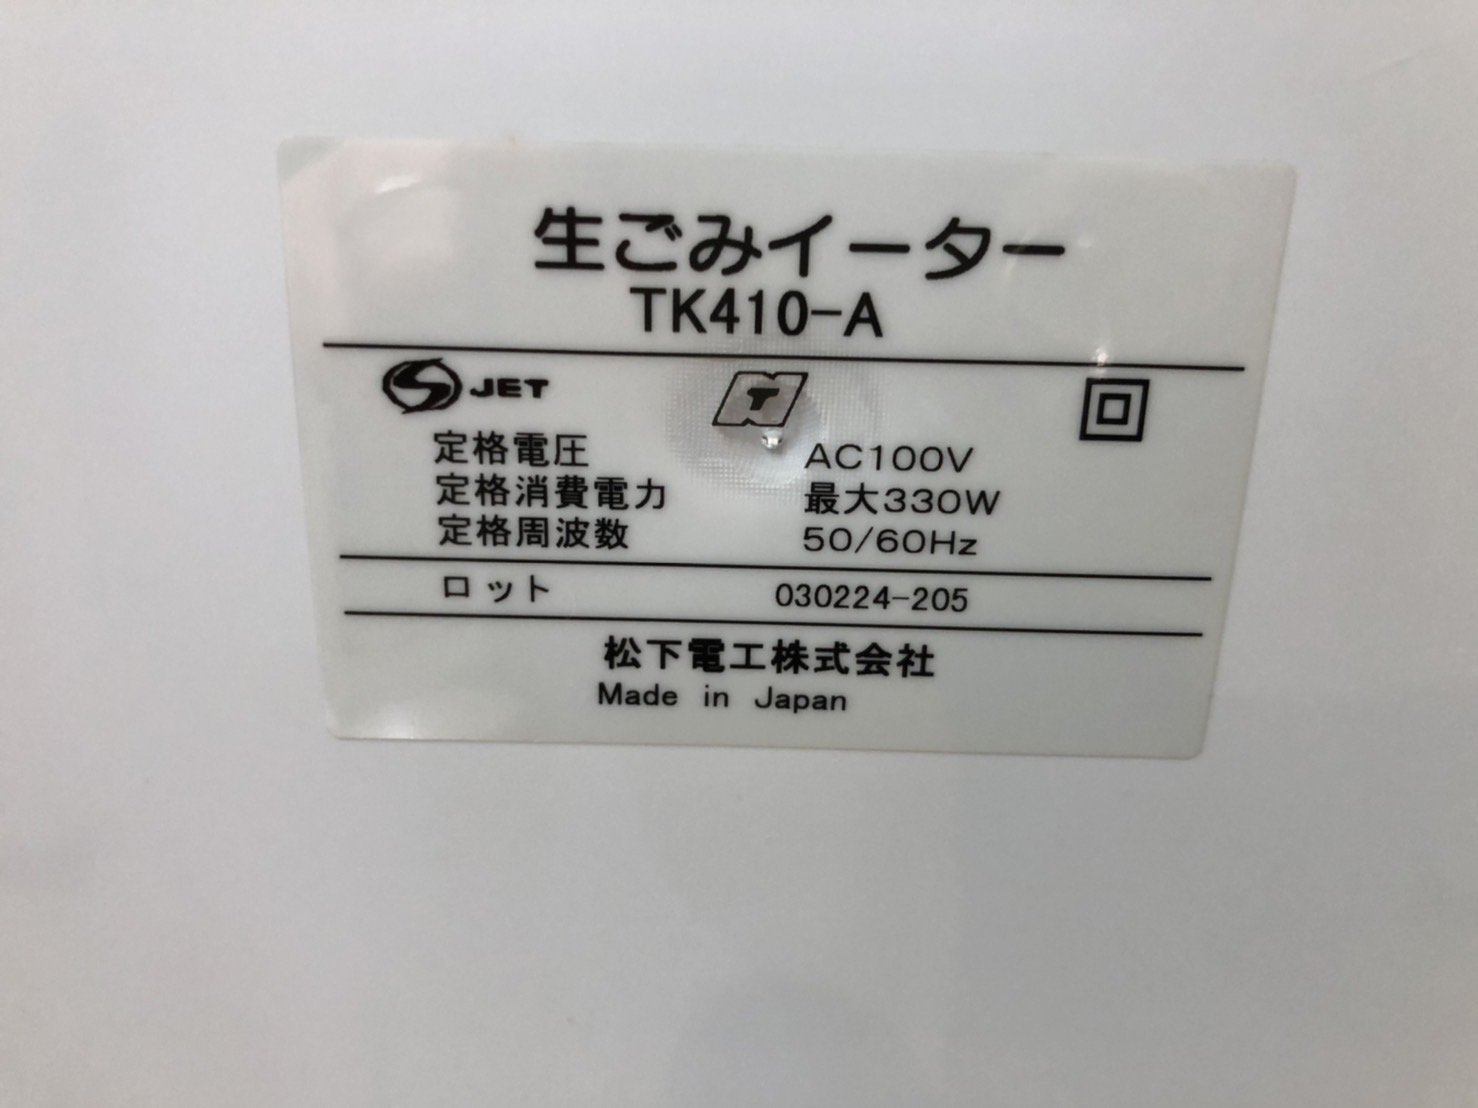 生ごみイーター
TK410-A
JET
T
定格電圧 AC100V
定格消費電力 最大330W
定格周波数 50/60Hz
ロット 030224-205
松下電工株式会社
Made in Japan